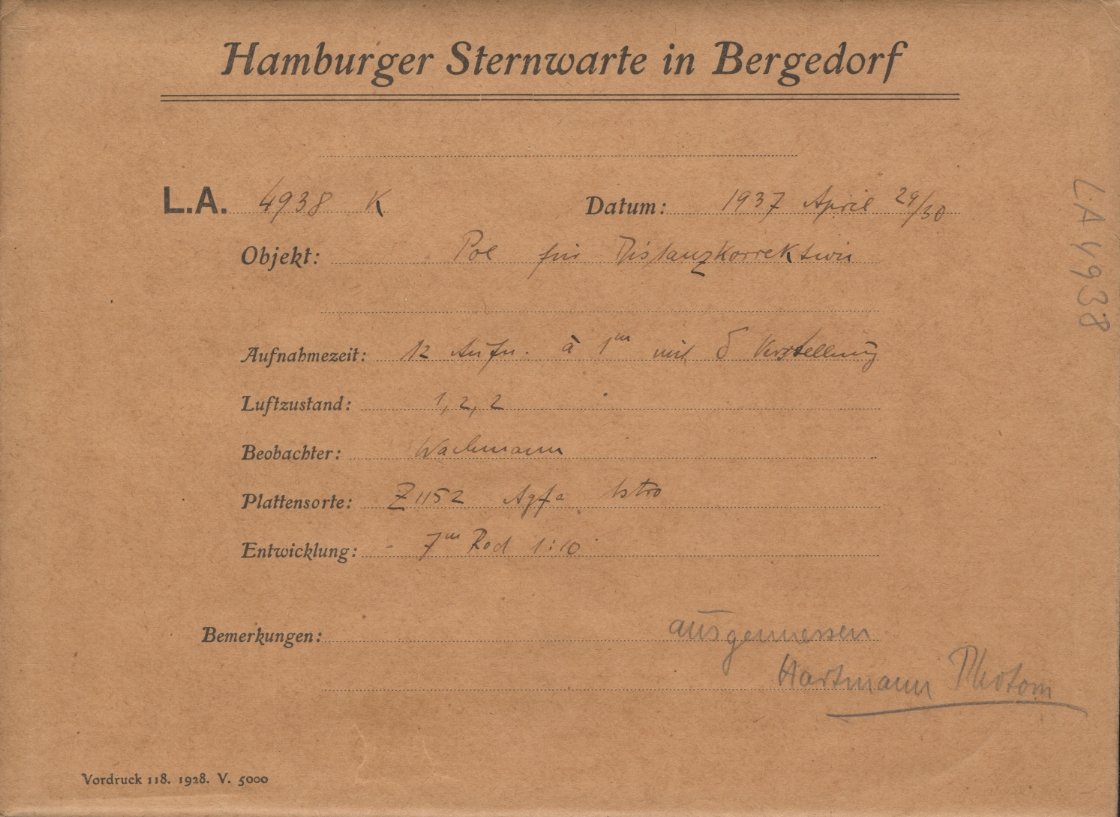 Hamburger Sternwarte in Bergedorf
L.A. 4938 K Datum: 1937 April 29/30
Objekt: Pol für Distanzkorrektion
Aufnahmezeit: 12 Aufn. à 1ᵐ mit δ Verstellung
Luftzustand: 1, 2, 2
Beobachter: Wachmann
Plattensorte: Z1152 Agfa Astro
Entwicklung: - 7ᵐ Rod 1:10
Bemerkungen: ausgemessen
Hartmann Photom
Vordruck 118. 1928. V. 5000
LA 4938